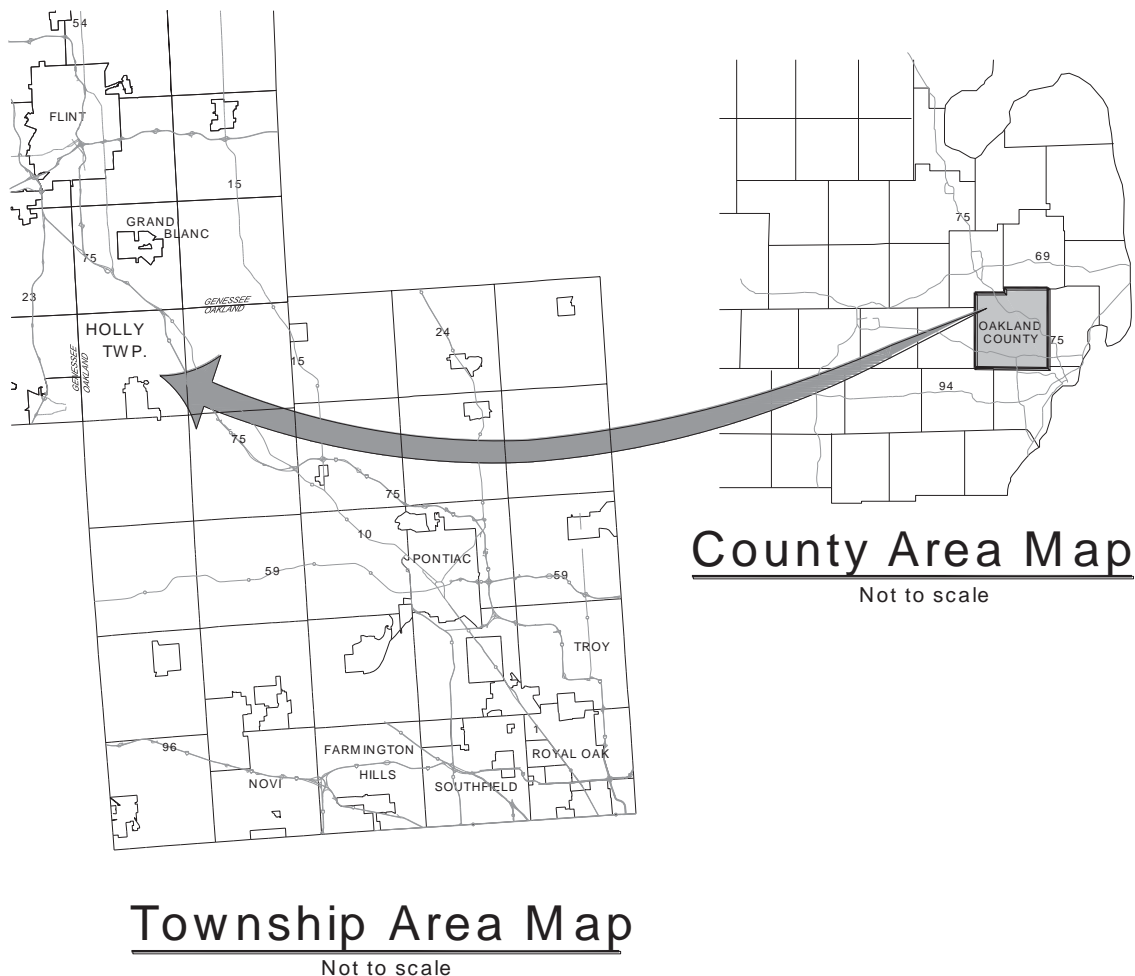 54
FLINT
15
GRAND
BLANC
75
23
GENESSEE
OAKLAND
HOLLY
TWP.
GENESSEE
OAKLAND
15
24
75
75
10
PONTIAC
59
59
TROY
1
96
FARMINGTON
HILLS
ROYAL OAK
NOVI
SOUTHFIELD
Township Area Map
Not to scale
75
69
OAKLAND
COUNTY
75
94
County Area Map
Not to scale